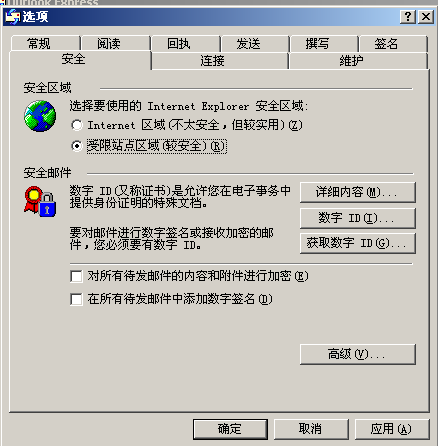 Outlook Express
选项
常规 阅读 回执 发送 撰写 签名
安全 连接 维护
安全区域
选择要使用的 Internet Explorer 安全区域:
Internet 区域(不太安全,但较实用)(Z)
受限站点区域(较安全)(R)
安全邮件
数字 ID(又称证书)是允许您在电子事务中
提供身份证明的特殊文档。
详细内容(M)...
数字 ID(I)...
要对邮件进行数字签名或接收加密的邮
件,您必须要有数字 ID。
获取数字 ID(G)...
对所有待发邮件的内容和附件进行加密(E)
在所有待发邮件中添加数字签名(D)
高级(V)...
确定 取消 应用(A)